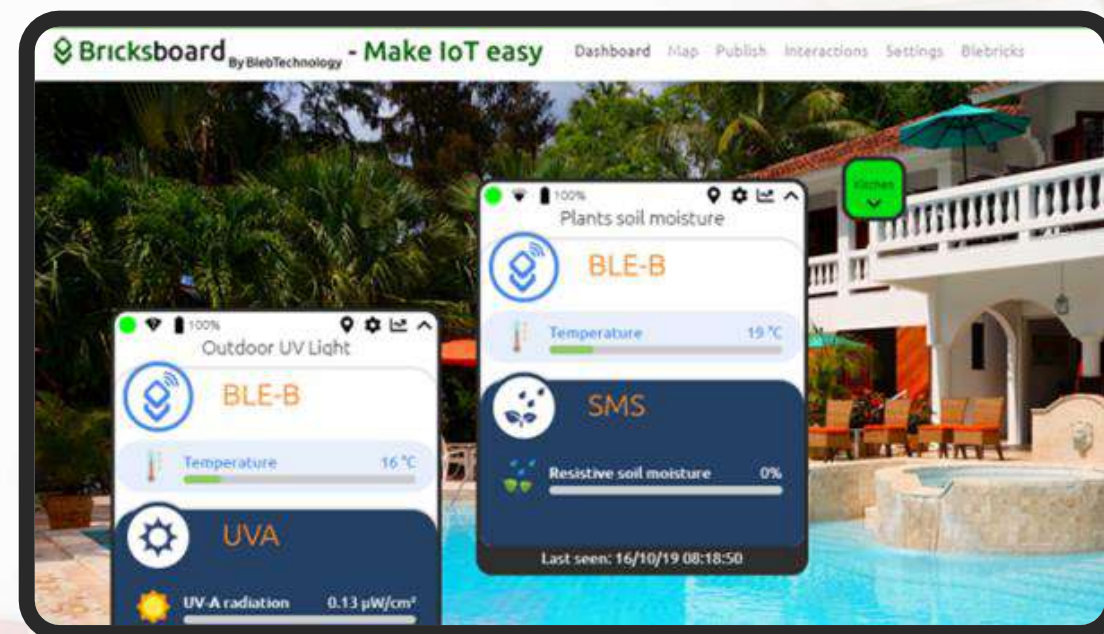 Bricksboard By BlebTechnology - Make IoT easy Dashboard Map Publish Interactions Settings Blebricks
100%
Plants soil moisture
BLE-B
Temperature 19 °C
SMS
Resistive soil moisture 0%
Last seen: 16/10/19 08:18:50
Kitchen
100%
Outdoor UV Light
BLE-B
Temperature 16 °C
UVA
UV-A radiation 0.13 µW/cm²